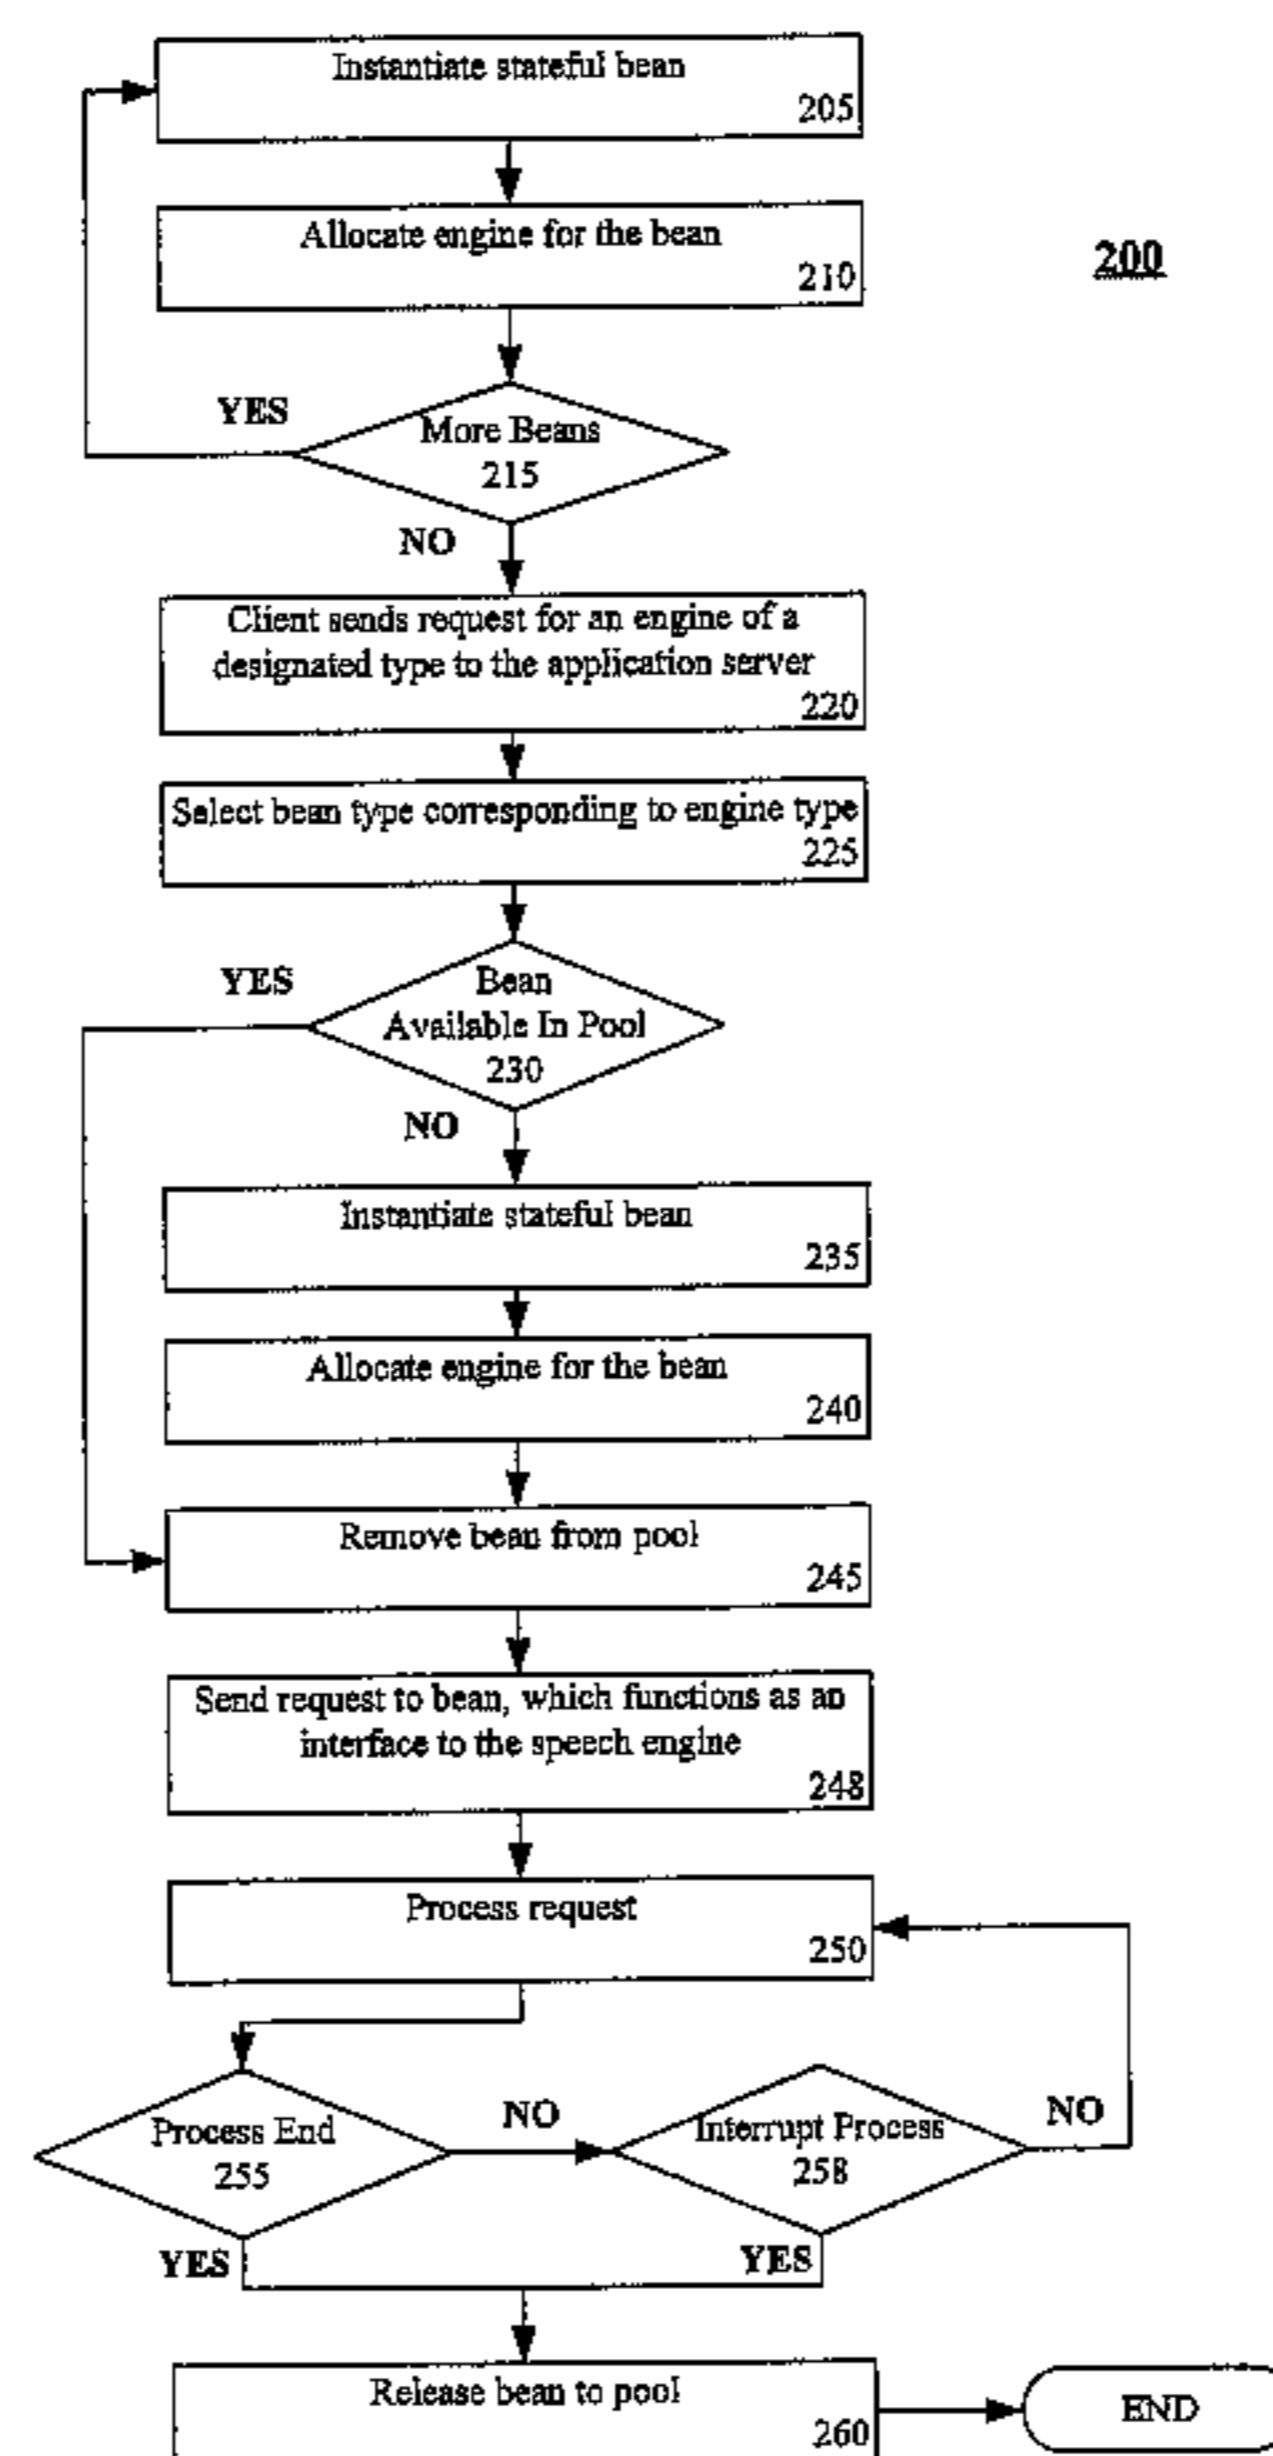 Instantiate stateful bean
205
Allocate engine for the bean
210
200
YES
More Beans
215
NO
Client sends request for an engine of a
designated type to the application server
220
Select bean type corresponding to engine type
225
YES
Bean
Available In Pool
230
NO
Instantiate stateful bean
235
Allocate engine for the bean
240
Remove bean from pool
245
Send request to bean, which functions as an
interface to the speech engine
248
Process request
250
Process End
255
NO
Interrupt Process
258
NO
YES
YES
Release bean to pool
260
END